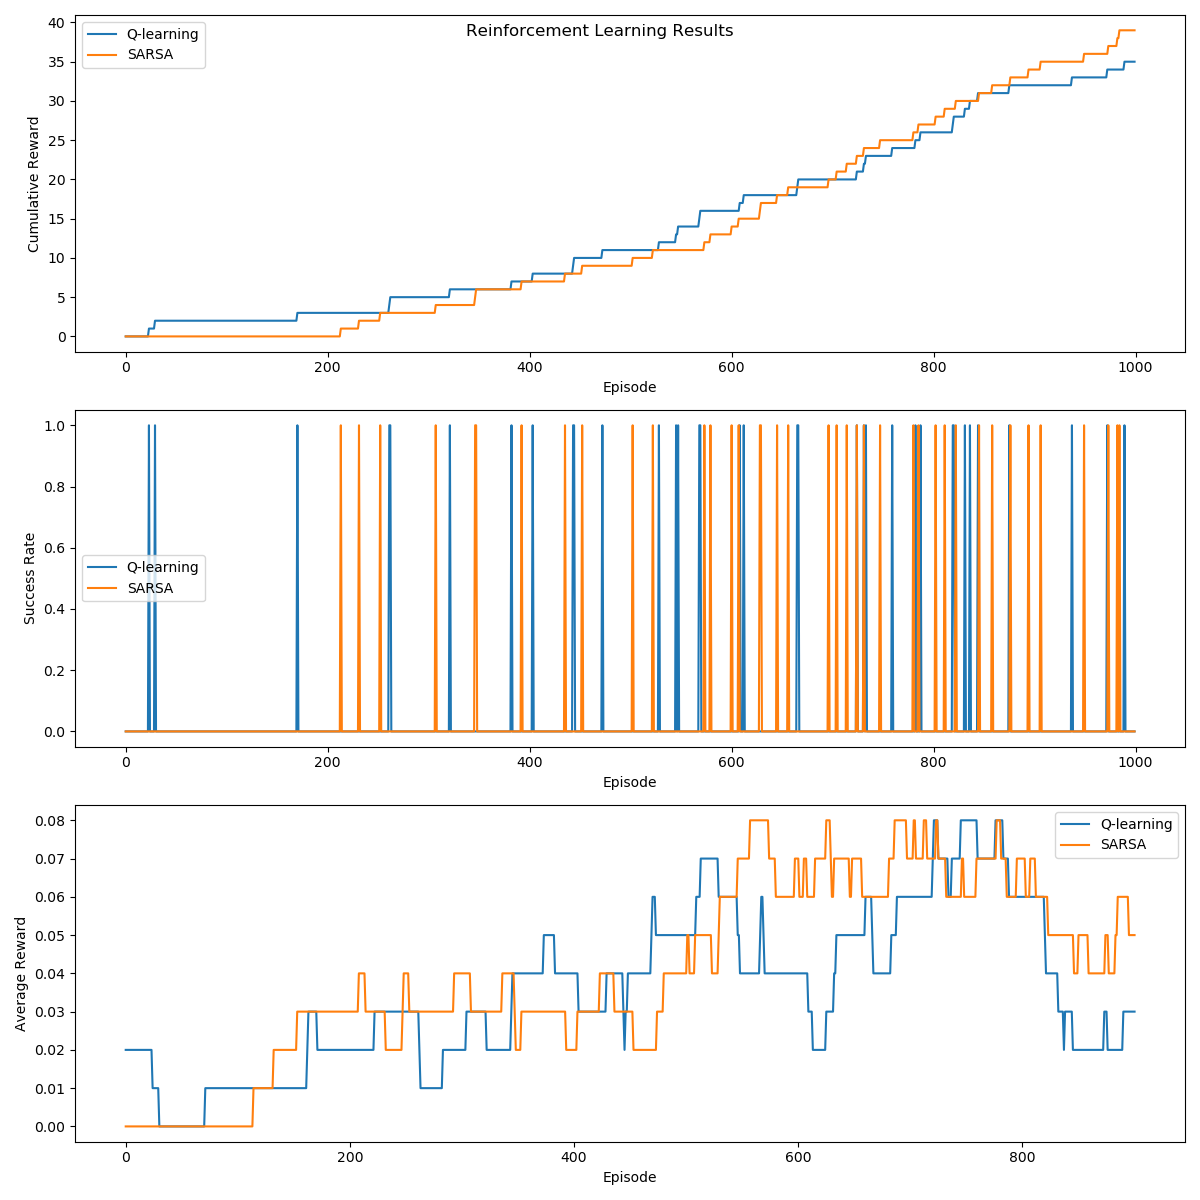 Reinforcement Learning Results
Q-learning
SARSA
Cumulative Reward
40
35
30
25
20
15
10
5
0
0 200 400 600 800 1000
Episode
Success Rate
1.0
0.8
0.6
0.4
0.2
0.0
Q-learning
SARSA
0 200 400 600 800 1000
Episode
Average Reward
0.08
0.07
0.06
0.05
0.04
0.03
0.02
0.01
0.00
Q-learning
SARSA
0 200 400 600 800
Episode